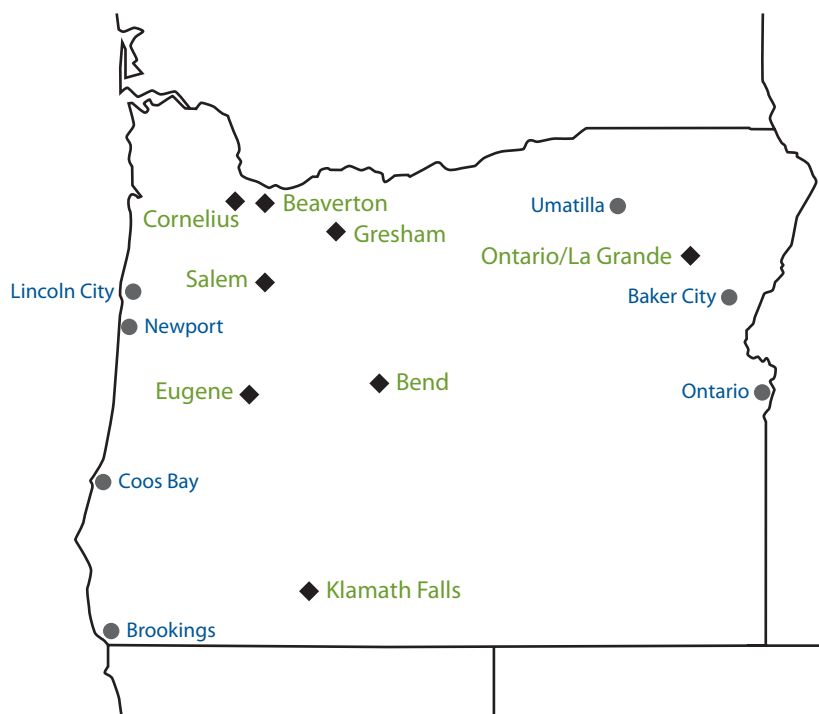 Beaverton
Umatilla
Cornelius
Gresham
Ontario/La Grande
Salem
Lincoln City
Baker City
Newport
Bend
Eugene
Ontario
Coos Bay
Klamath Falls
Brookings